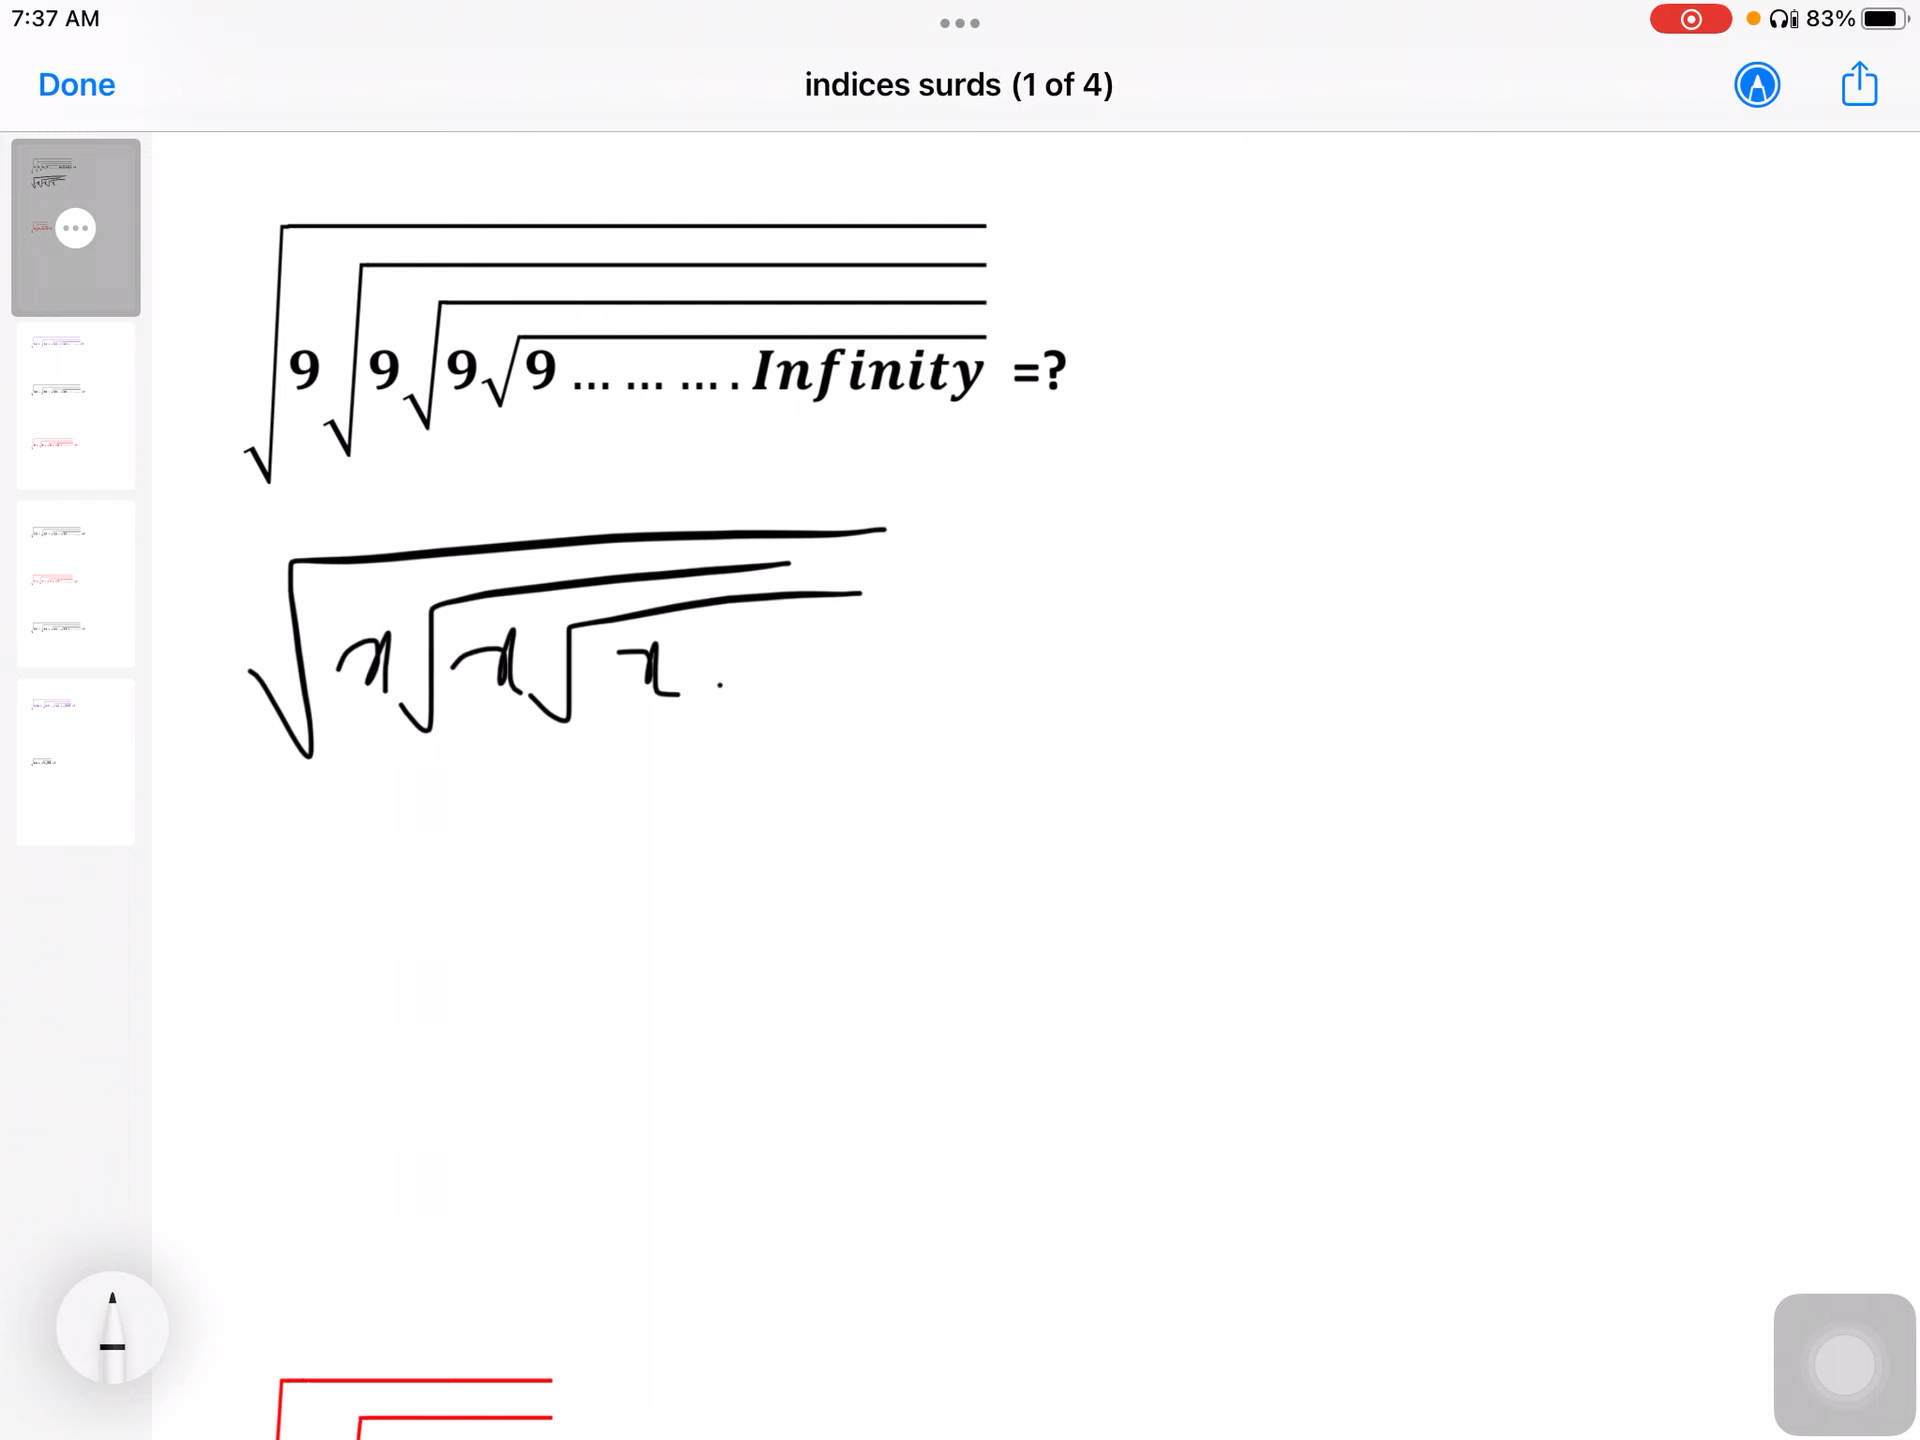 7:37 AM
83%
Done
indices surds (1 of 4)
√9√9√9√9 ... ... ... . Infinity =?
√x√x√x .